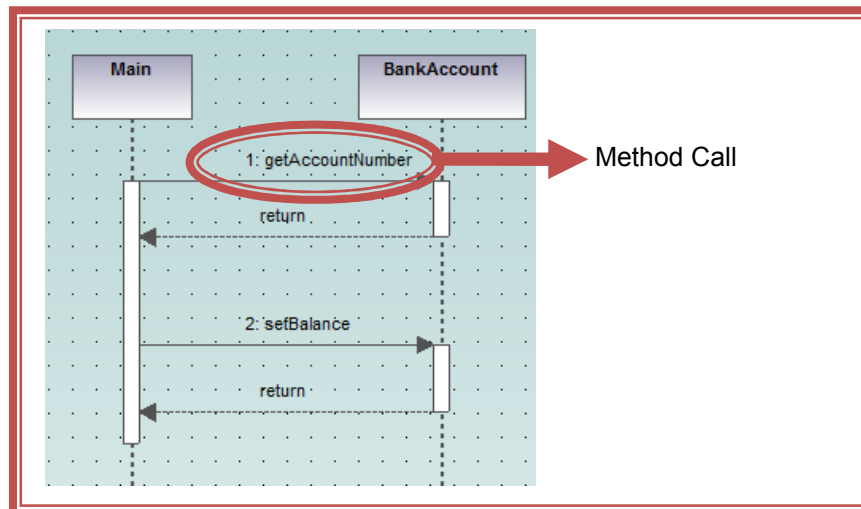 Main
BankAccount
1: getAccountNumber
Method Call
return
2: setBalance
return